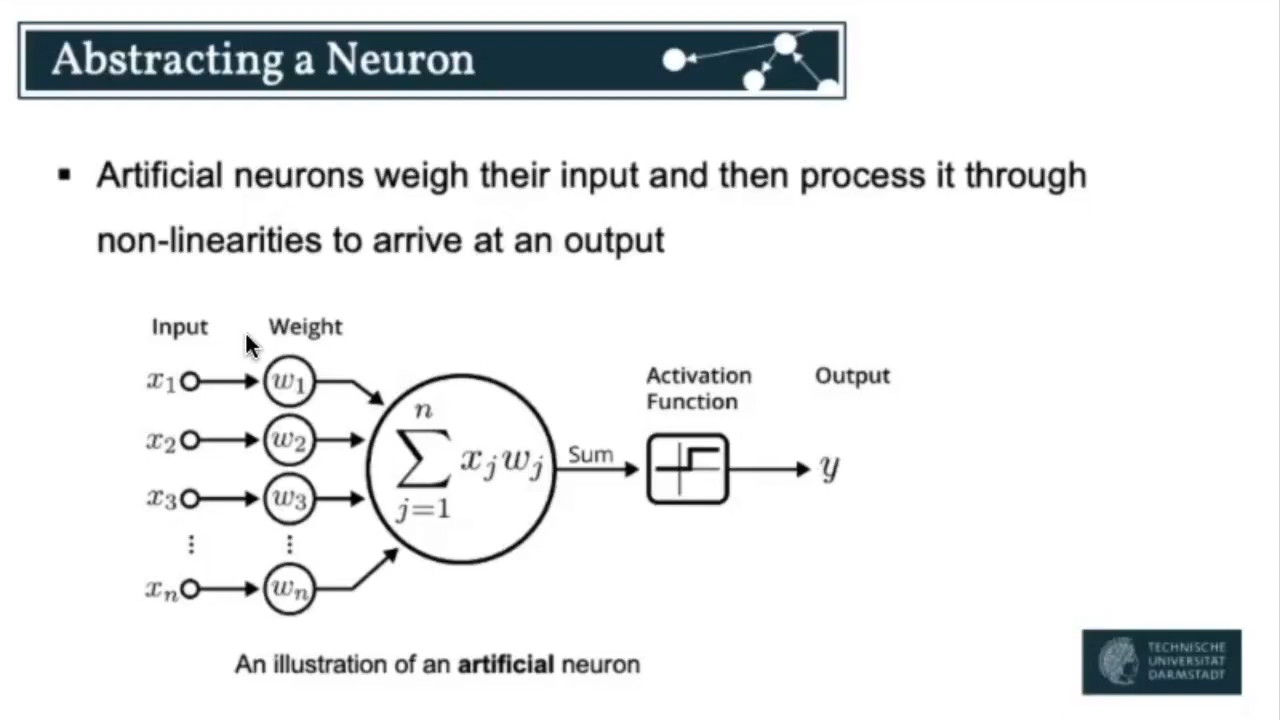 Abstracting a Neuron
▪ Artificial neurons weigh their input and then process it through
non-linearities to arrive at an output
Input Weight
x₁ w₁
x₂ w₂
x₃ w₃
⋮ ⋮
xₙ wₙ
n
∑ xⱼwⱼ
j=1
Sum
Activation
Function
Output
y
An illustration of an artificial neuron
TECHNISCHE
UNIVERSITÄT
DARMSTADT